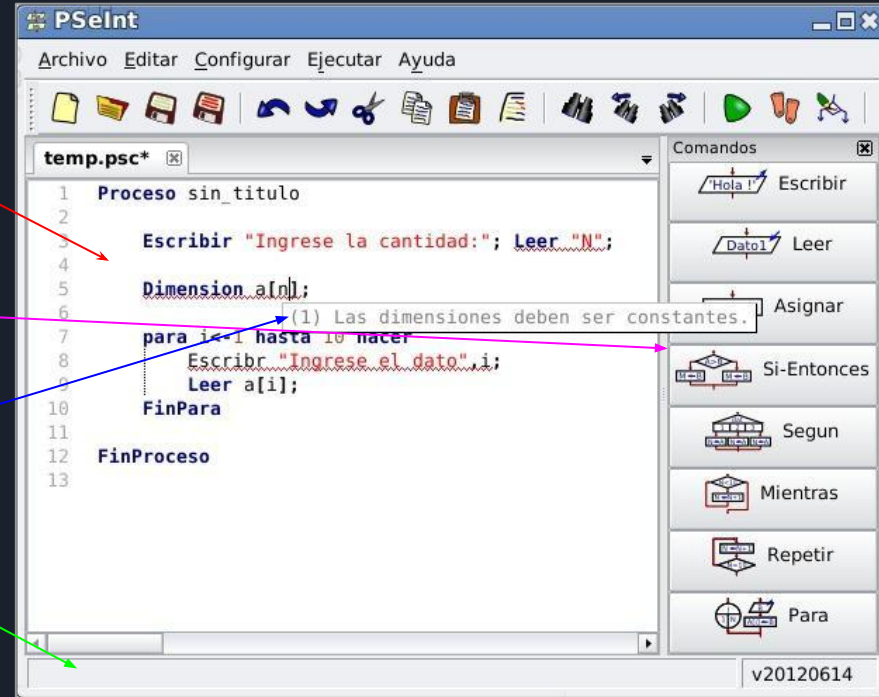 PSeInt
Archivo Editar Configurar Ejecutar Ayuda
temp.psc*
1 Proceso sin_titulo
2
3 Escribir "Ingrese la cantidad:"; Leer "N";
4
5 Dimension a[n];
6
(1) Las dimensiones deben ser constantes.
7 para i<-1 hasta 10 hacer
8 Escribr "Ingrese el dato",i;
9 Leer a[i];
10 FinPara
11
12 FinProceso
13
Comandos
'Hola !' Escribir
Dato1 Leer
Asignar
Si-Entonces
Segun
Mientras
Repetir
Para
v20120614